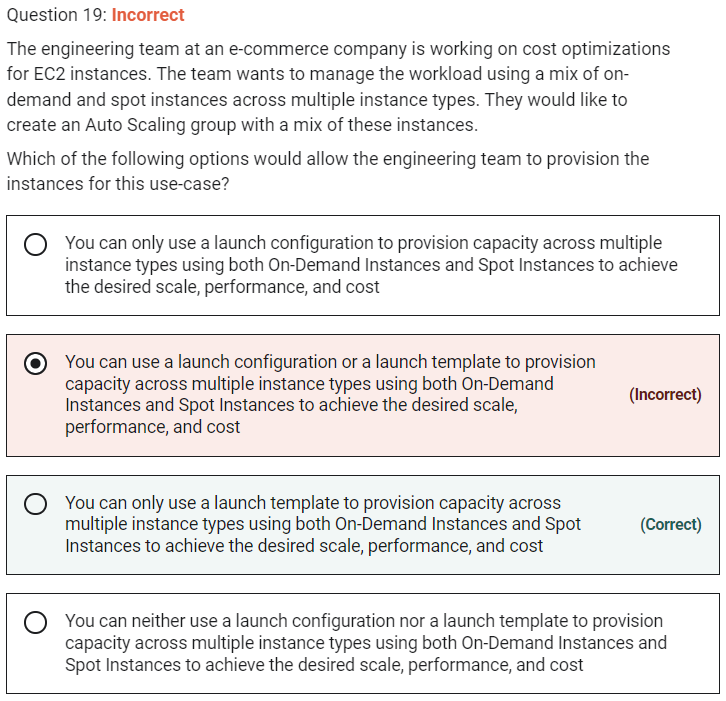 Question 19: Incorrect
The engineering team at an e-commerce company is working on cost optimizations
for EC2 instances. The team wants to manage the workload using a mix of on-
demand and spot instances across multiple instance types. They would like to
create an Auto Scaling group with a mix of these instances.
Which of the following options would allow the engineering team to provision the
instances for this use-case?
You can only use a launch configuration to provision capacity across multiple
instance types using both On-Demand Instances and Spot Instances to achieve
the desired scale, performance, and cost
You can use a launch configuration or a launch template to provision
capacity across multiple instance types using both On-Demand
Instances and Spot Instances to achieve the desired scale,
performance, and cost
(Incorrect)
You can only use a launch template to provision capacity across
multiple instance types using both On-Demand Instances and Spot
Instances to achieve the desired scale, performance, and cost
(Correct)
You can neither use a launch configuration nor a launch template to provision
capacity across multiple instance types using both On-Demand Instances and
Spot Instances to achieve the desired scale, performance, and cost